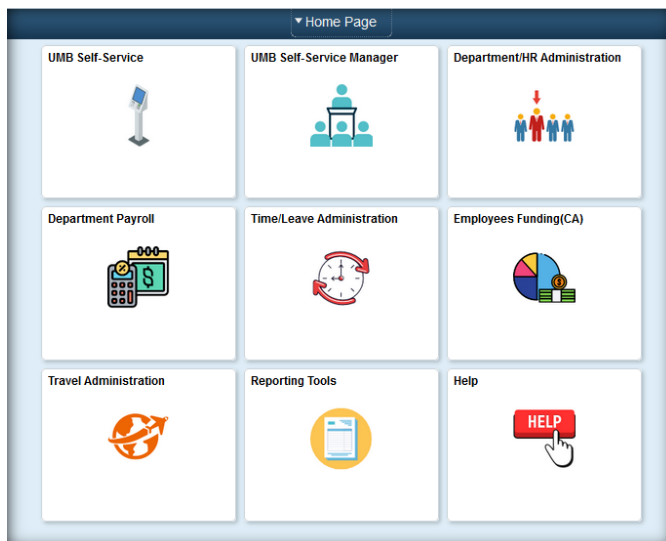 Home Page
UMB Self-Service
UMB Self-Service Manager
Department/HR Administration
Department Payroll
$
Time/Leave Administration
Employees Funding(CA)
$
Travel Administration
Reporting Tools
Help
HELP